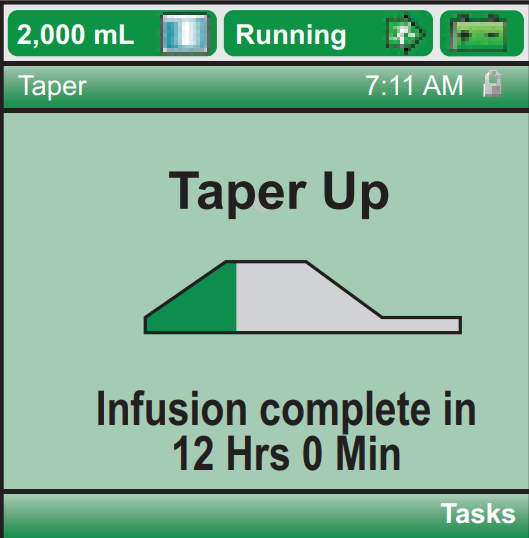 2,000 mL Running
Taper 7:11 AM
Taper Up
Infusion complete in
12 Hrs 0 Min
Tasks